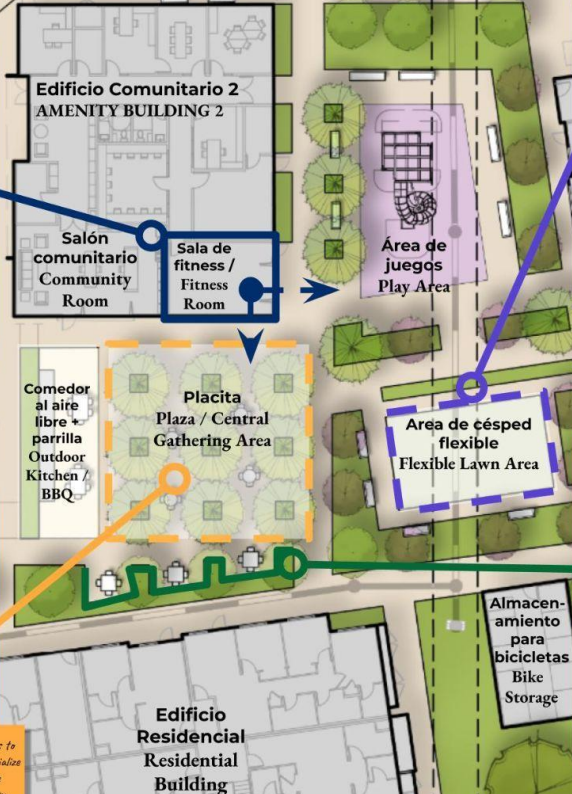 Edificio Comunitario 2
AMENITY BUILDING 2
Salón
comunitario
Community
Room
Sala de
fitness /
Fitness
Room
Área de
juegos
Play Area
Comedor
al aire
libre +
parrilla
Outdoor
Kitchen /
BBQ
Placita
Plaza / Central
Gathering Area
Area de césped
flexible
Flexible Lawn Area
Almacen-
amiento
para
bicicletas
Bike
Storage
Edificio
Residencial
Residential
Building
to